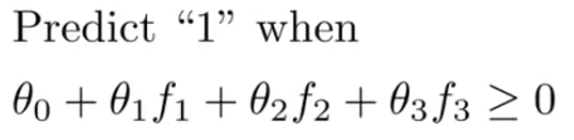 Predict “1” when
θ₀ + θ₁f₁ + θ₂f₂ + θ₃f₃ ≥ 0